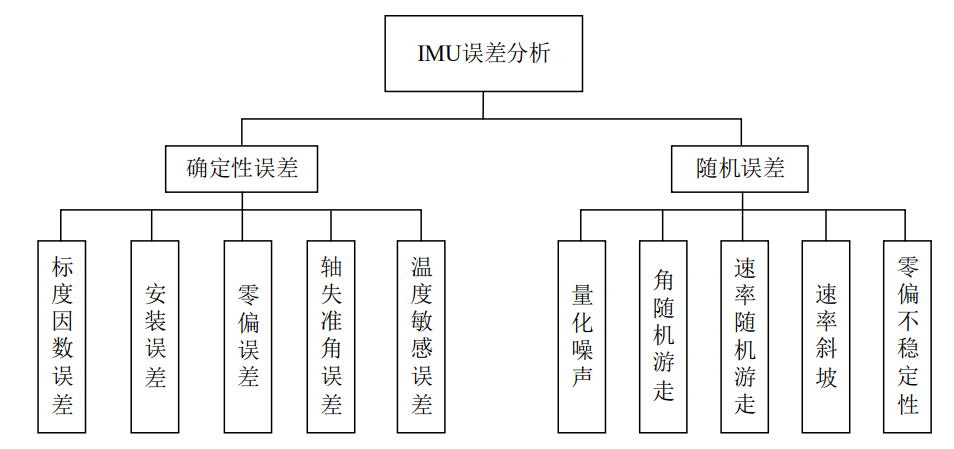 IMU误差分析
确定性误差
随机误差
标度因数误差
安装误差
零偏误差
轴失准角误差
温度敏感误差
量化噪声
角随机游走
速率随机游走
速率斜坡
零偏不稳定性